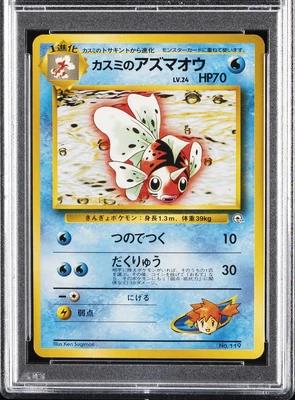 1進化
カスミのトサキントから進化
モンスターカードに重ねて使います
カスミのアズマオウ
LV.24 HP70
きんぎょポケモン:身長1.3m、体重39kg
つのでつく 10
だくりゅう 30
にげる
弱点
Illus. Ken Sugimori
No.119